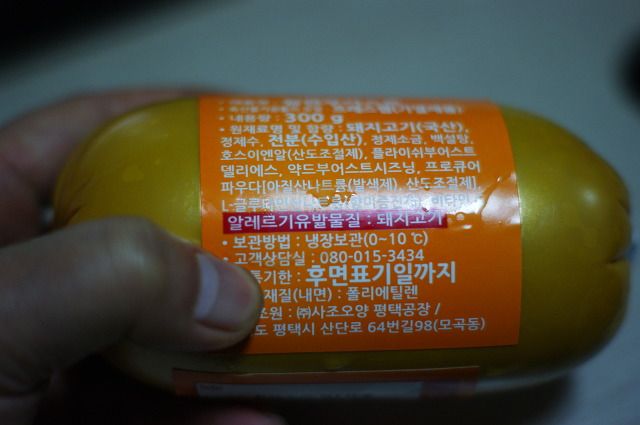 • 내용량 : 300 g
• 원재료명 및 함량 : 돼지고기(국산),
정제수, 전분(수입산), 정제소금, 백설탕,
호스이엔알(산도조절제), 플라이쉬부어스트
델리에스, 약드부어스트시즈닝, 프로큐어
파우다[아질산나트륨(발색제), 산도조절제],
알레르기유발물질 : 돼지고기
• 보관방법 : 냉장보관(0~10 ℃)
• 고객상담실 : 080-015-3434
통기한 : 후면표기일까지
재질(내면) : 폴리에틸렌
조원 : ㈜사조오양 평택공장 /
도 평택시 산단로 64번길98(모곡동)